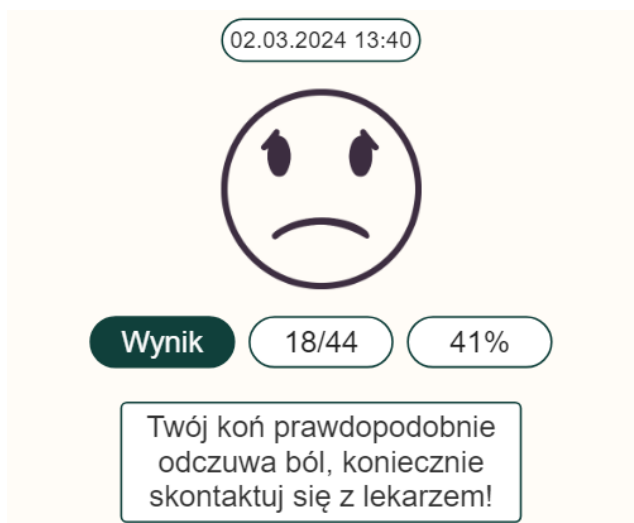 02.03.2024 13:40
Wynik 18/44 41%
Twój koń prawdopodobnie
odczuwa ból, koniecznie
skontaktuj się z lekarzem!